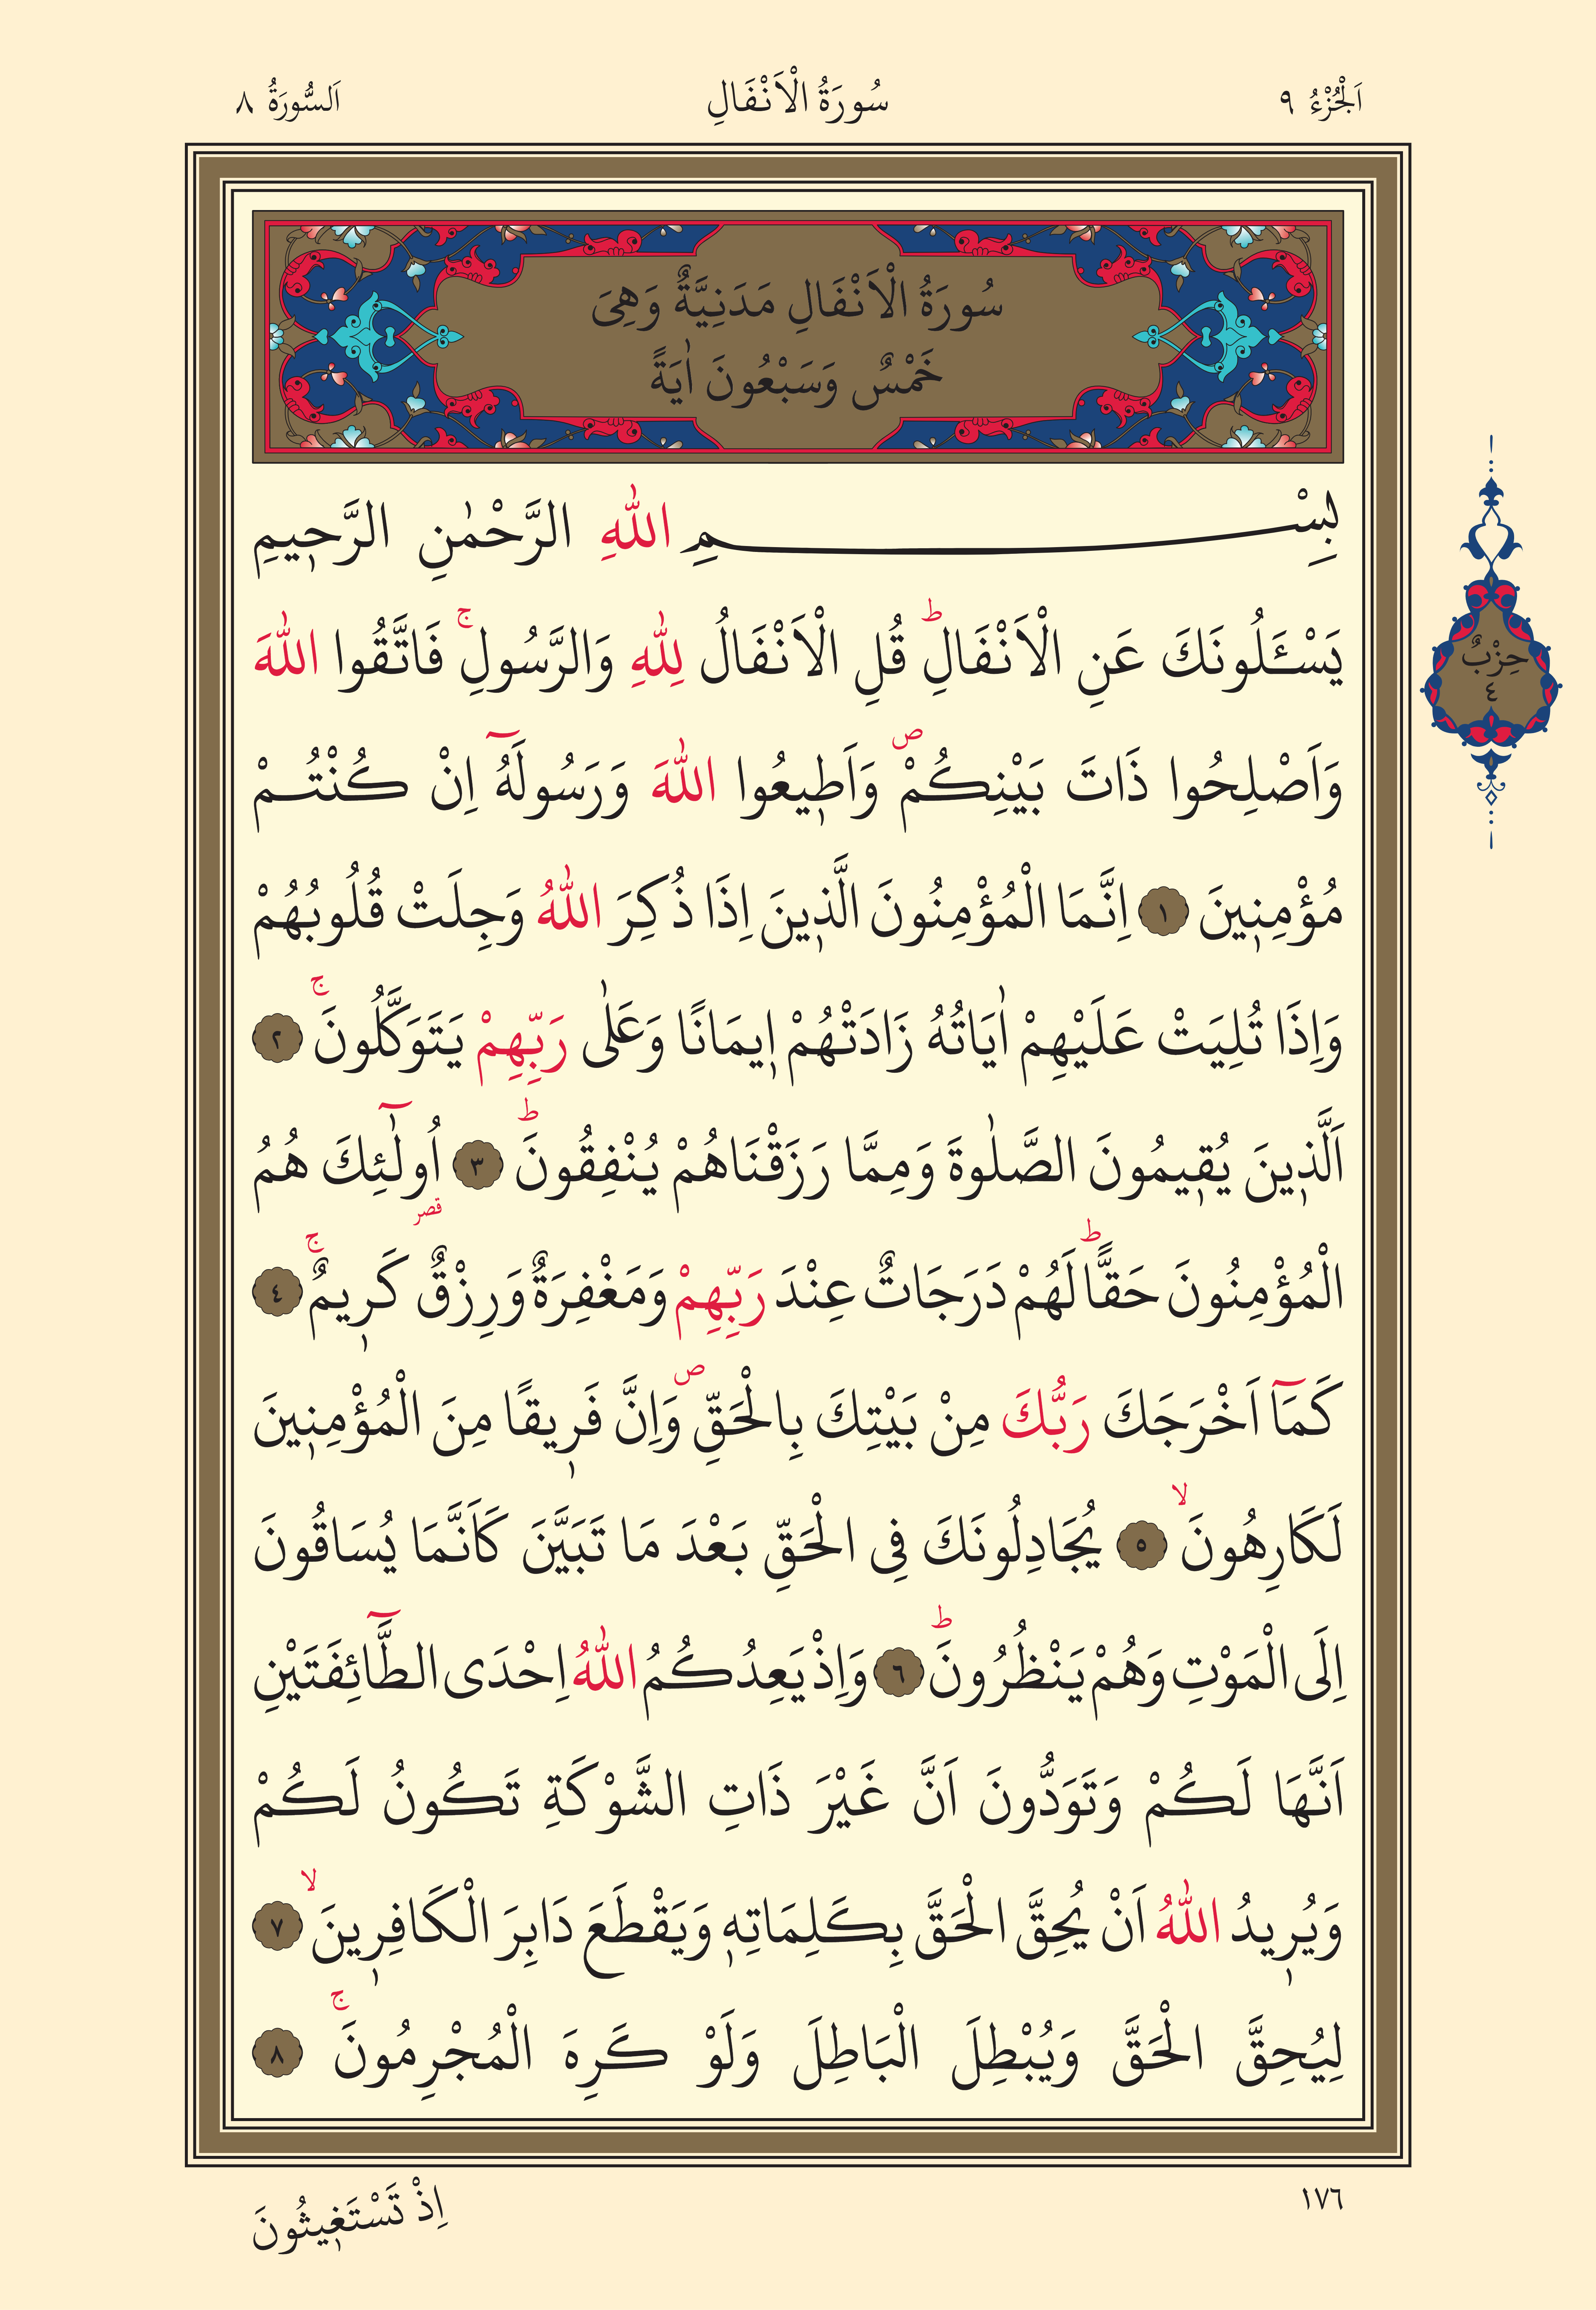 اَلْجُزْءُ ٩
سُورَةُ الْاَنْفَالِ
اَلسُّورَةُ ٨
سُورَةُ الْاَنْفَالِ مَدَنِيَّةٌ وَهِىَ
خَمْسٌ وَسَبْعُونَ اٰيَةً
بِسْمِ اللّٰهِ الرَّحْمٰنِ الرَّح۪يمِ
يَسْـَٔلُونَكَ عَنِ الْاَنْفَالِۜ قُلِ الْاَنْفَالُ لِلّٰهِ وَالرَّسُولِۚ فَاتَّقُوا اللّٰهَ
حِزْبٌ
٤
وَاَصْلِحُوا ذَاتَ بَيْنِكُمْۖ وَاَط۪يعُوا اللّٰهَ وَرَسُولَهُٓ اِنْ كُنْتُمْ
مُؤْمِن۪ينَ ١ اِنَّمَا الْمُؤْمِنُونَ الَّذ۪ينَ اِذَا ذُكِرَ اللّٰهُ وَجِلَتْ قُلُوبُهُمْ
وَاِذَا تُلِيَتْ عَلَيْهِمْ اٰيَاتُهُ زَادَتْهُمْ ا۪يمَانًا وَعَلٰى رَبِّهِمْ يَتَوَكَّلُونَۚ ٢
اَلَّذ۪ينَ يُق۪يمُونَ الصَّلٰوةَ وَمِمَّا رَزَقْنَاهُمْ يُنْفِقُونَۜ ٣ اُو۬لٰٓئِكَ هُمُ
قصر
الْمُؤْمِنُونَ حَقًّاۜ لَهُمْ دَرَجَاتٌ عِنْدَ رَبِّهِمْ وَمَغْفِرَةٌ وَرِزْقٌ كَر۪يمٌۚ ٤
كَمَٓا اَخْرَجَكَ رَبُّكَ مِنْ بَيْتِكَ بِالْحَقِّۖ وَاِنَّ فَر۪يقًا مِنَ الْمُؤْمِن۪ينَ
لَكَارِهُونَۙ ٥ يُجَادِلُونَكَ فِى الْحَقِّ بَعْدَ مَا تَبَيَّنَ كَاَنَّمَا يُسَاقُونَ
اِلَى الْمَوْتِ وَهُمْ يَنْظُرُونَۜ ٦ وَاِذْ يَعِدُكُمُ اللّٰهُ اِحْدَى الطَّٓائِفَتَيْنِ
اَنَّهَا لَكُمْ وَتَوَدُّونَ اَنَّ غَيْرَ ذَاتِ الشَّوْكَةِ تَكُونُ لَكُمْ
وَيُر۪يدُ اللّٰهُ اَنْ يُحِقَّ الْحَقَّ بِكَلِمَاتِه۪ وَيَقْطَعَ دَابِرَ الْكَافِر۪ينَۙ ٧
لِيُحِقَّ الْحَقَّ وَيُبْطِلَ الْبَاطِلَ وَلَوْ كَرِهَ الْمُجْرِمُونَۚ ٨
١٧٦
اِذْ تَسْتَغ۪يثُونَ